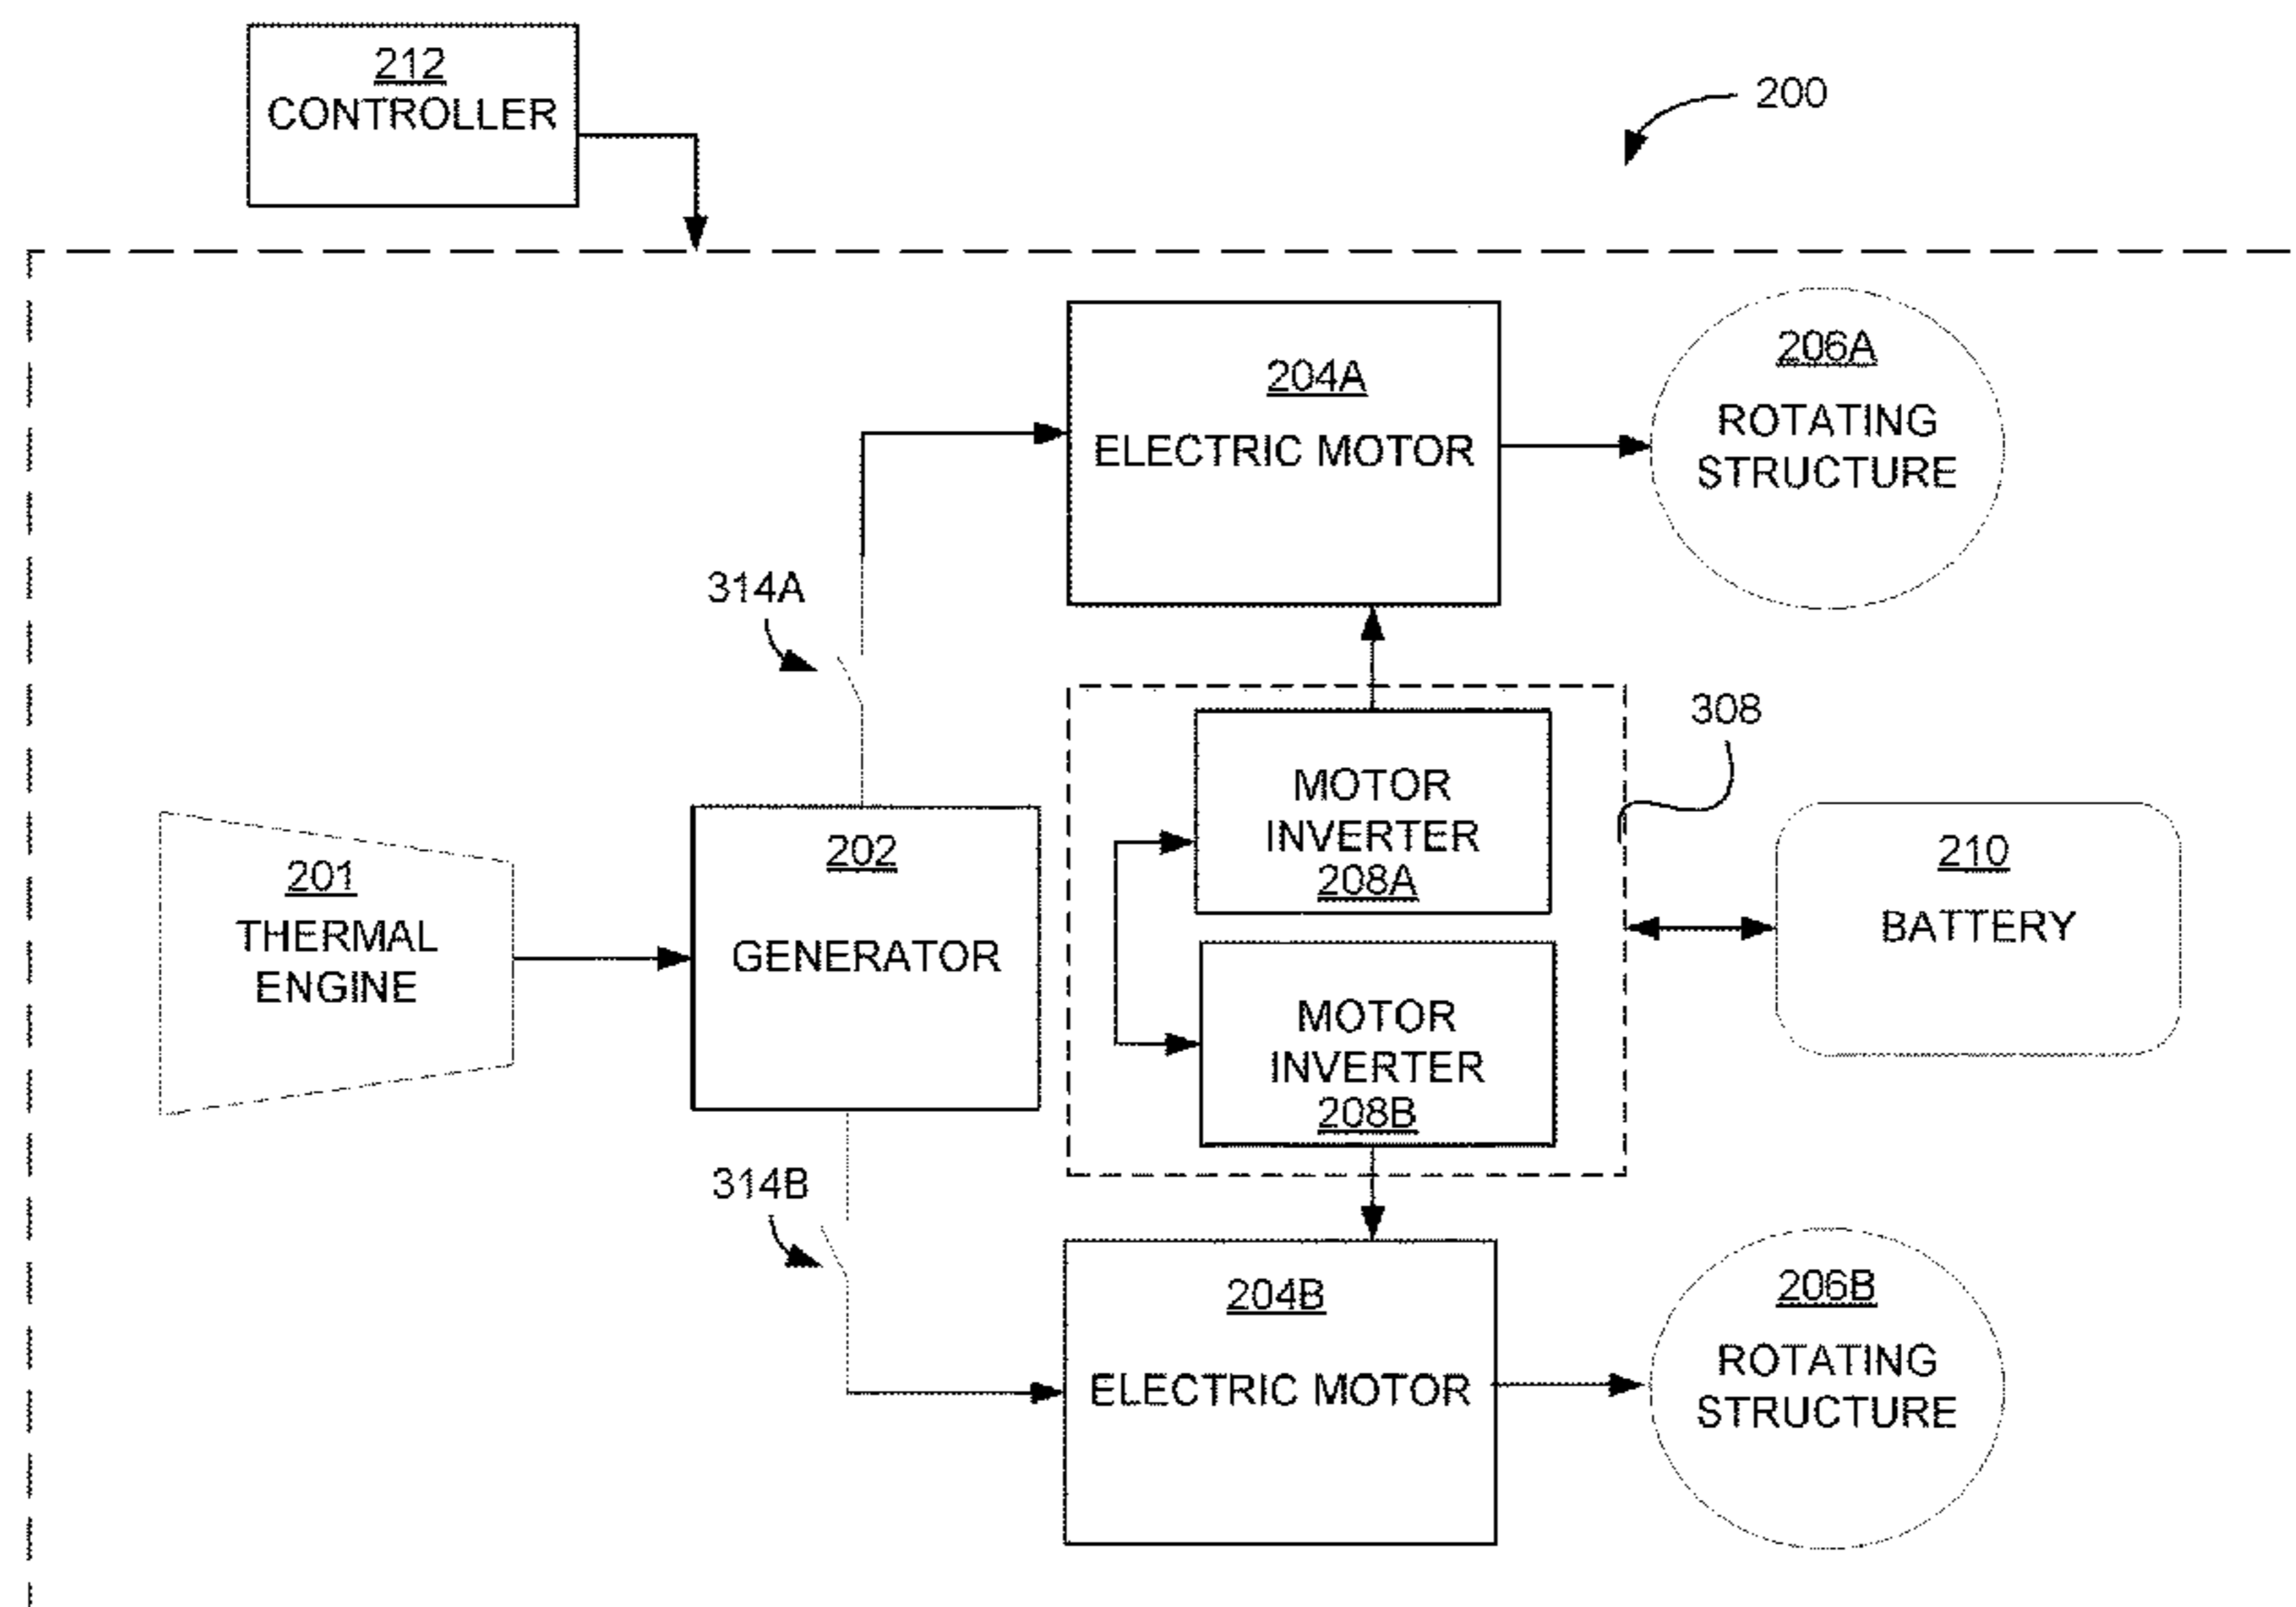 212
CONTROLLER
200
204A
ELECTRIC MOTOR
206A
ROTATING
STRUCTURE
314A
308
MOTOR
INVERTER
208A
201
THERMAL
ENGINE
202
GENERATOR
210
BATTERY
MOTOR
INVERTER
208B
314B
204B
ELECTRIC MOTOR
206B
ROTATING
STRUCTURE